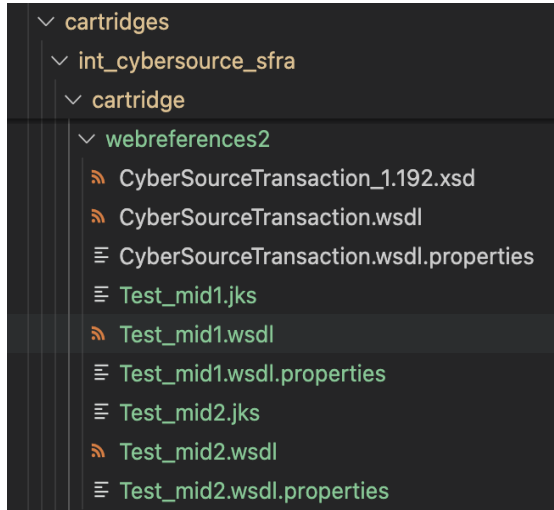 cartridges
int_cybersource_sfra
cartridge
webreferences2
CyberSourceTransaction_1.192.xsd
CyberSourceTransaction.wsdl
CyberSourceTransaction.wsdl.properties
Test_mid1.jks
Test_mid1.wsdl
Test_mid1.wsdl.properties
Test_mid2.jks
Test_mid2.wsdl
Test_mid2.wsdl.properties